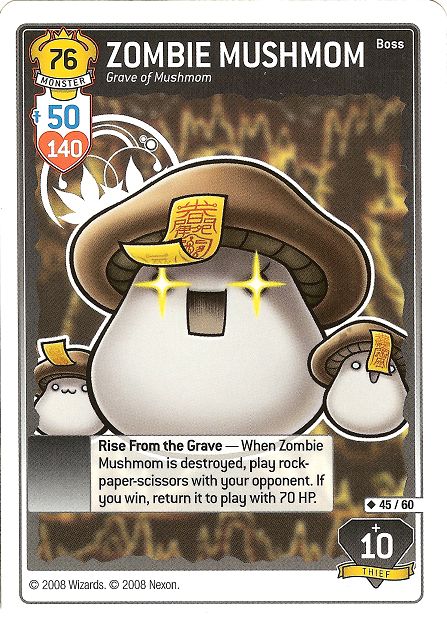 76
MONSTER
ZOMBIE MUSHMOM
Boss
Grave of Mushmom
50
140
Rise From the Grave — When Zombie
Mushmom is destroyed, play rock-
paper-scissors with your opponent. If
you win, return it to play with 70 HP.
◆ 45 / 60
+
10
THIEF
© 2008 Wizards. © 2008 Nexon.